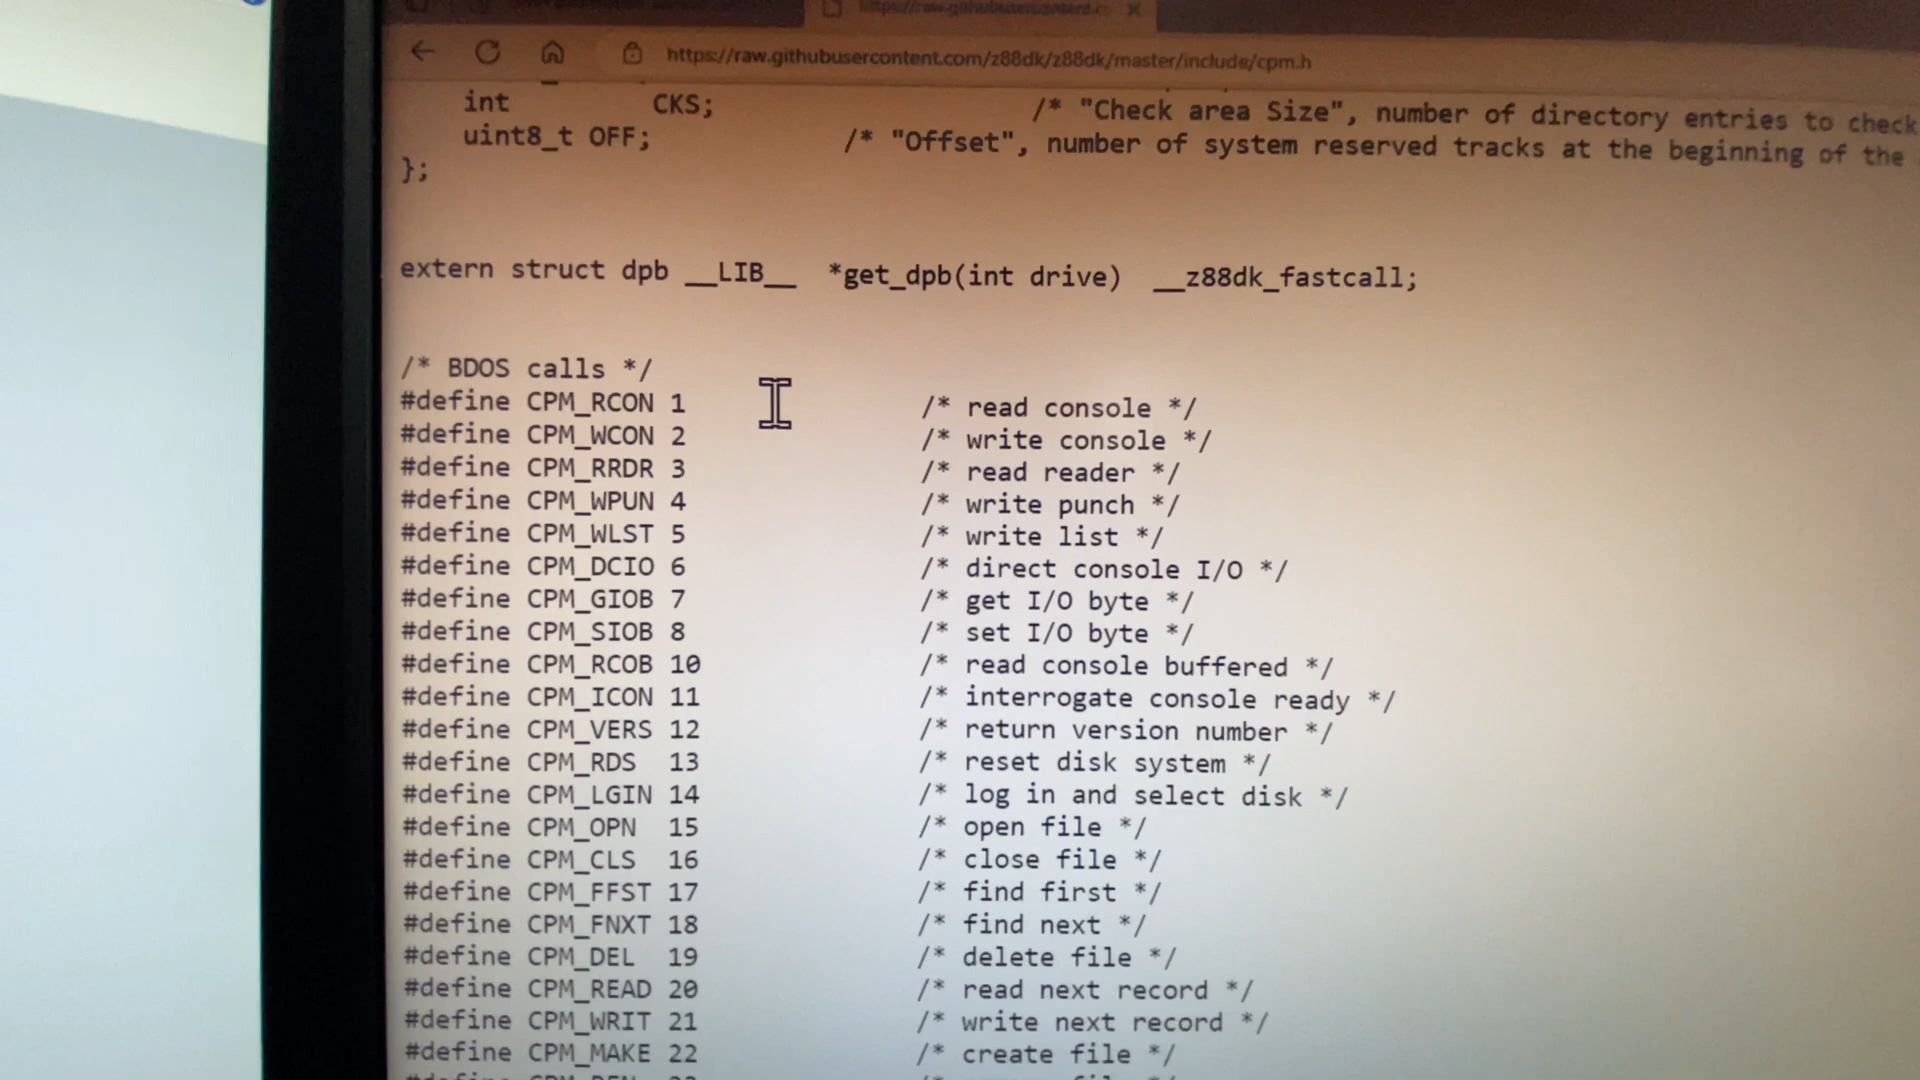 https://raw.githubusercontent.c
https://raw.githubusercontent.com/z88dk/z88dk/master/include/cpm.h
int CKS; /* "Check area Size", number of directory entries to check
uint8_t OFF; /* "Offset", number of system reserved tracks at the beginning of the
};
extern struct dpb __LIB__ *get_dpb(int drive) __z88dk_fastcall;
/* BDOS calls */
#define CPM_RCON 1 /* read console */
#define CPM_WCON 2 /* write console */
#define CPM_RRDR 3 /* read reader */
#define CPM_WPUN 4 /* write punch */
#define CPM_WLST 5 /* write list */
#define CPM_DCIO 6 /* direct console I/O */
#define CPM_GIOB 7 /* get I/O byte */
#define CPM_SIOB 8 /* set I/O byte */
#define CPM_RCOB 10 /* read console buffered */
#define CPM_ICON 11 /* interrogate console ready */
#define CPM_VERS 12 /* return version number */
#define CPM_RDS 13 /* reset disk system */
#define CPM_LGIN 14 /* log in and select disk */
#define CPM_OPN 15 /* open file */
#define CPM_CLS 16 /* close file */
#define CPM_FFST 17 /* find first */
#define CPM_FNXT 18 /* find next */
#define CPM_DEL 19 /* delete file */
#define CPM_READ 20 /* read next record */
#define CPM_WRIT 21 /* write next record */
#define CPM_MAKE 22 /* create file */